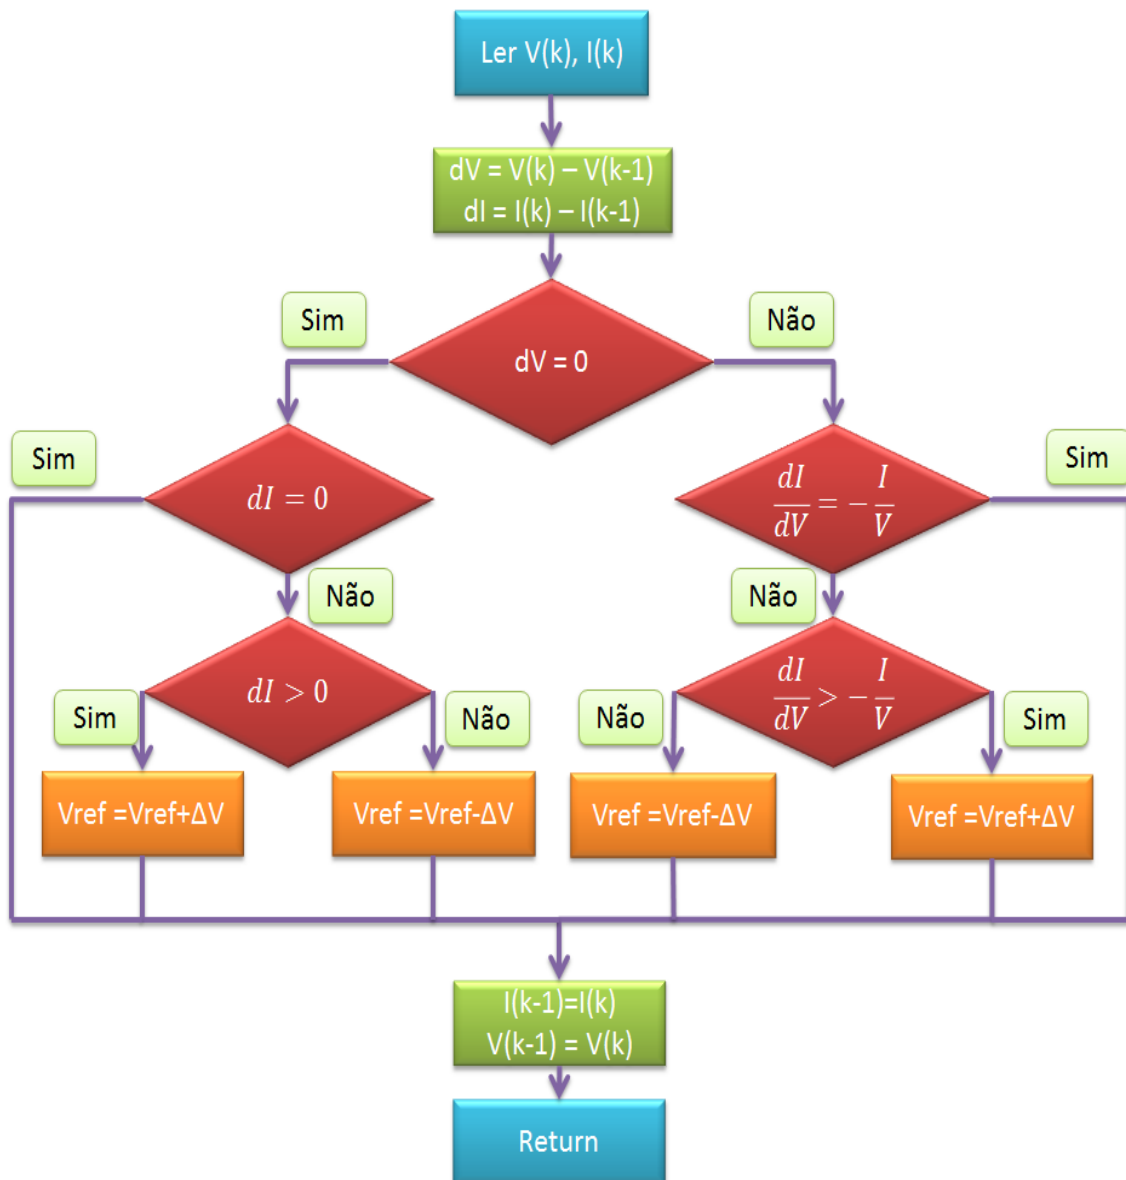 Ler V(k), I(k)
dV = V(k) – V(k-1)
dI = I(k) – I(k-1)
Sim
Não
dV = 0
Sim
Sim
dI = 0
dI/dV = − I/V
Não
Não
dI > 0
dI/dV > − I/V
Sim
Não
Não
Sim
Vref =Vref+ΔV
Vref =Vref-ΔV
Vref =Vref-ΔV
Vref =Vref+ΔV
I(k-1)=I(k)
V(k-1) = V(k)
Return